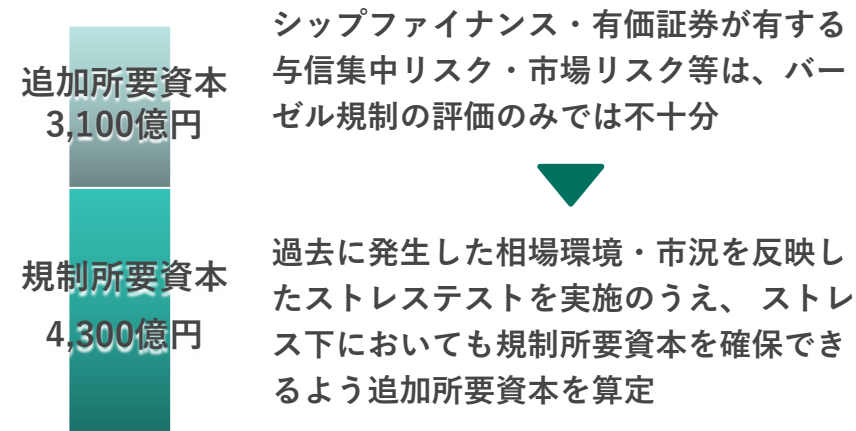 追加所要資本
3,100億円
シップファイナンス・有価証券が有する
与信集中リスク・市場リスク等は、バー
ゼル規制の評価のみでは不十分
規制所要資本
4,300億円
過去に発生した相場環境・市況を反映し
たストレステストを実施のうえ、 ストレ
ス下においても規制所要資本を確保でき
るよう追加所要資本を算定